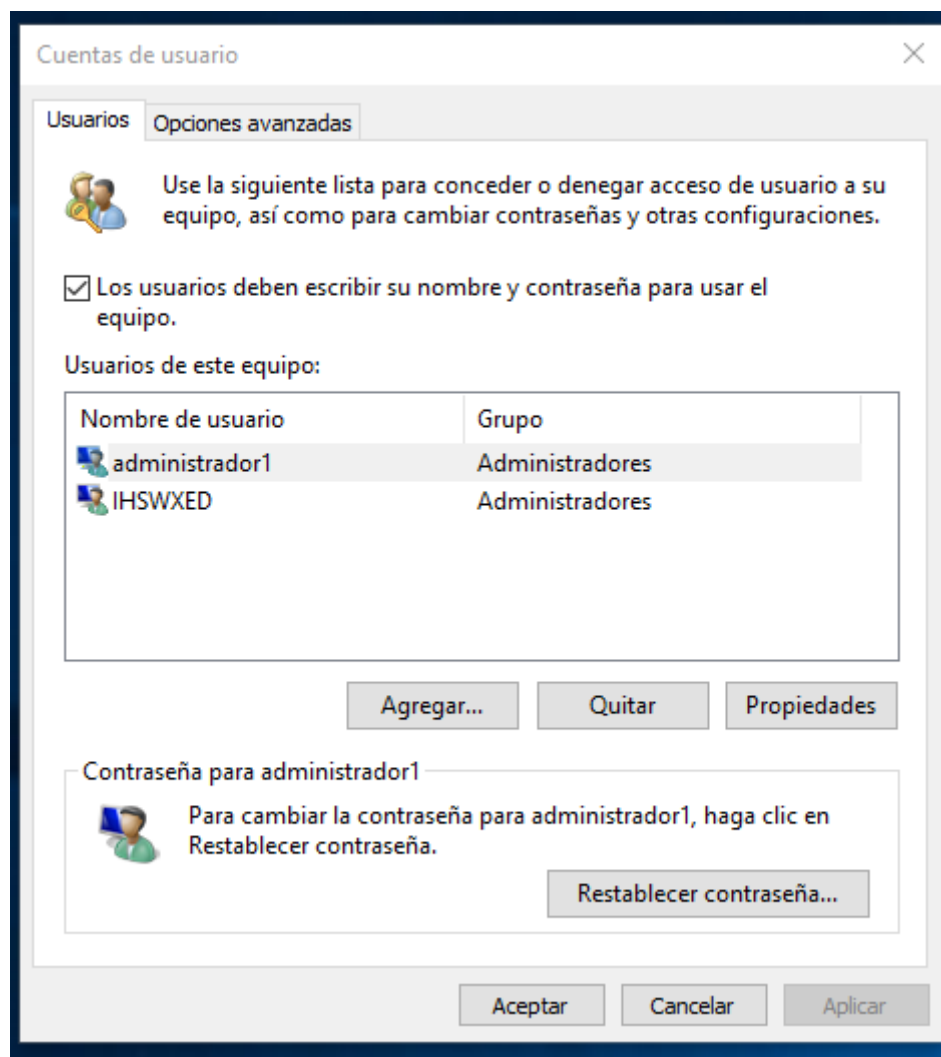 Cuentas de usuario
Usuarios
Opciones avanzadas
Use la siguiente lista para conceder o denegar acceso de usuario a su
equipo, así como para cambiar contraseñas y otras configuraciones.
Los usuarios deben escribir su nombre y contraseña para usar el
equipo.
Usuarios de este equipo:
Nombre de usuario Grupo
administrador1 Administradores
IHSWXED Administradores
Agregar... Quitar Propiedades
Contraseña para administrador1
Para cambiar la contraseña para administrador1, haga clic en
Restablecer contraseña.
Restablecer contraseña...
Aceptar Cancelar Aplicar